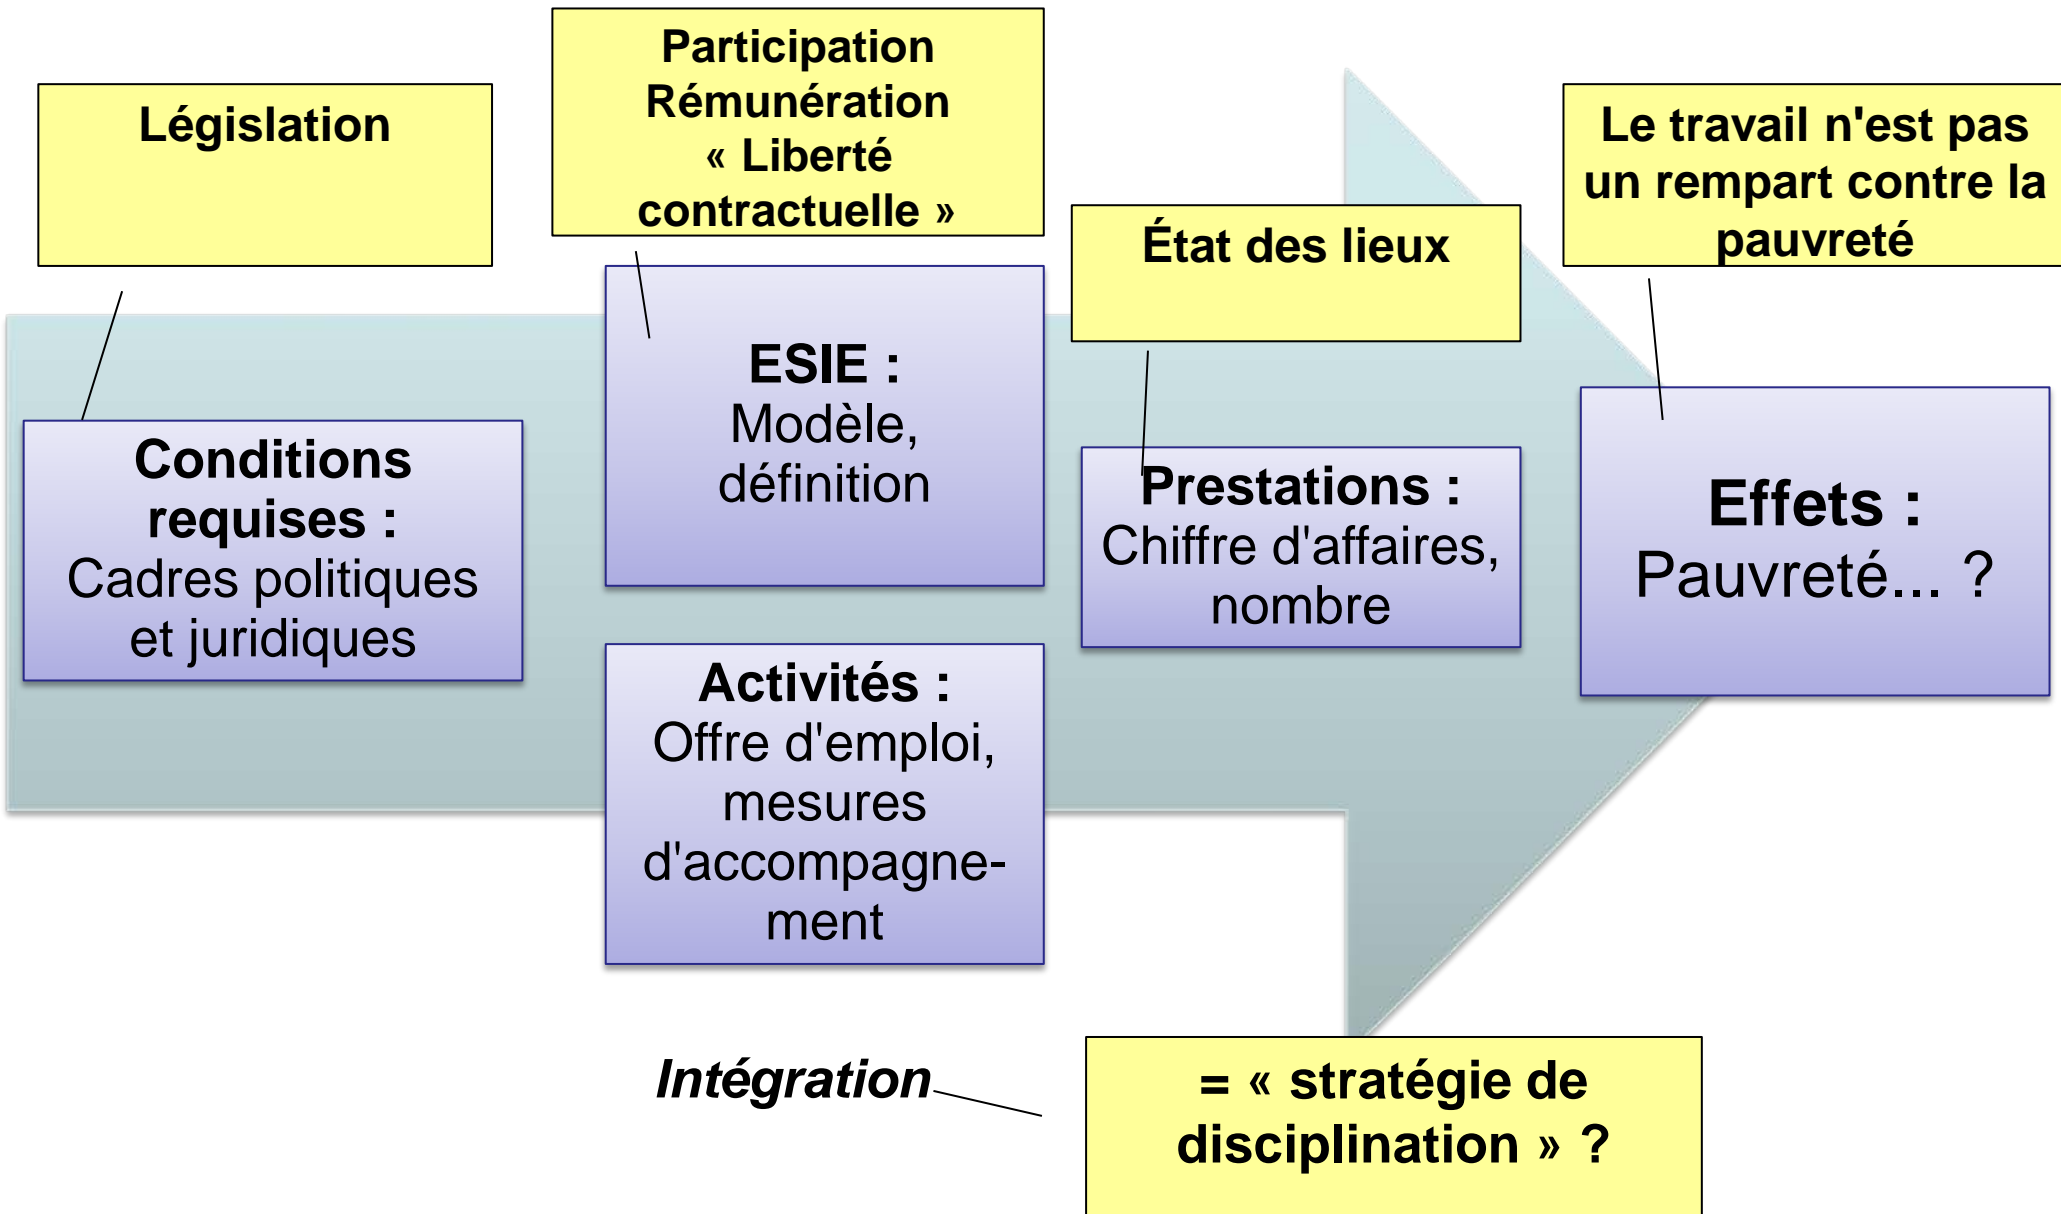 Législation
Participation
Rémunération
« Liberté
contractuelle »
État des lieux
Le travail n'est pas
un rempart contre la
pauvreté
Conditions
requises :
Cadres politiques
et juridiques
ESIE :
Modèle,
définition
Activités :
Offre d'emploi,
mesures
d'accompagne-
ment
Prestations :
Chiffre d'affaires,
nombre
Effets :
Pauvreté... ?
Intégration
= « stratégie de
disciplination » ?